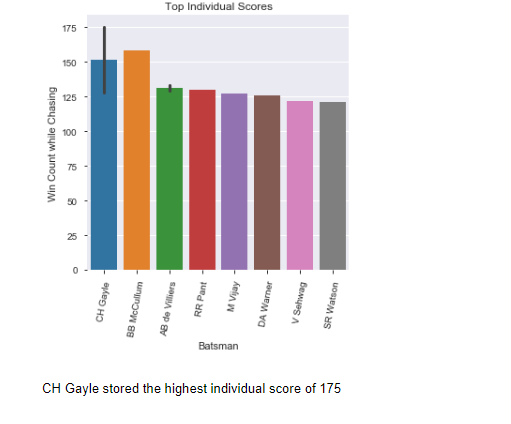 Top Individual Scores
175
150
125
100
75
50
25
0
Win Count while Chasing
CH Gayle
BB McCullum
AB de Villiers
RR Pant
M Vijay
DA Warner
V Sehwag
SR Watson
Batsman
CH Gayle stored the highest individual score of 175